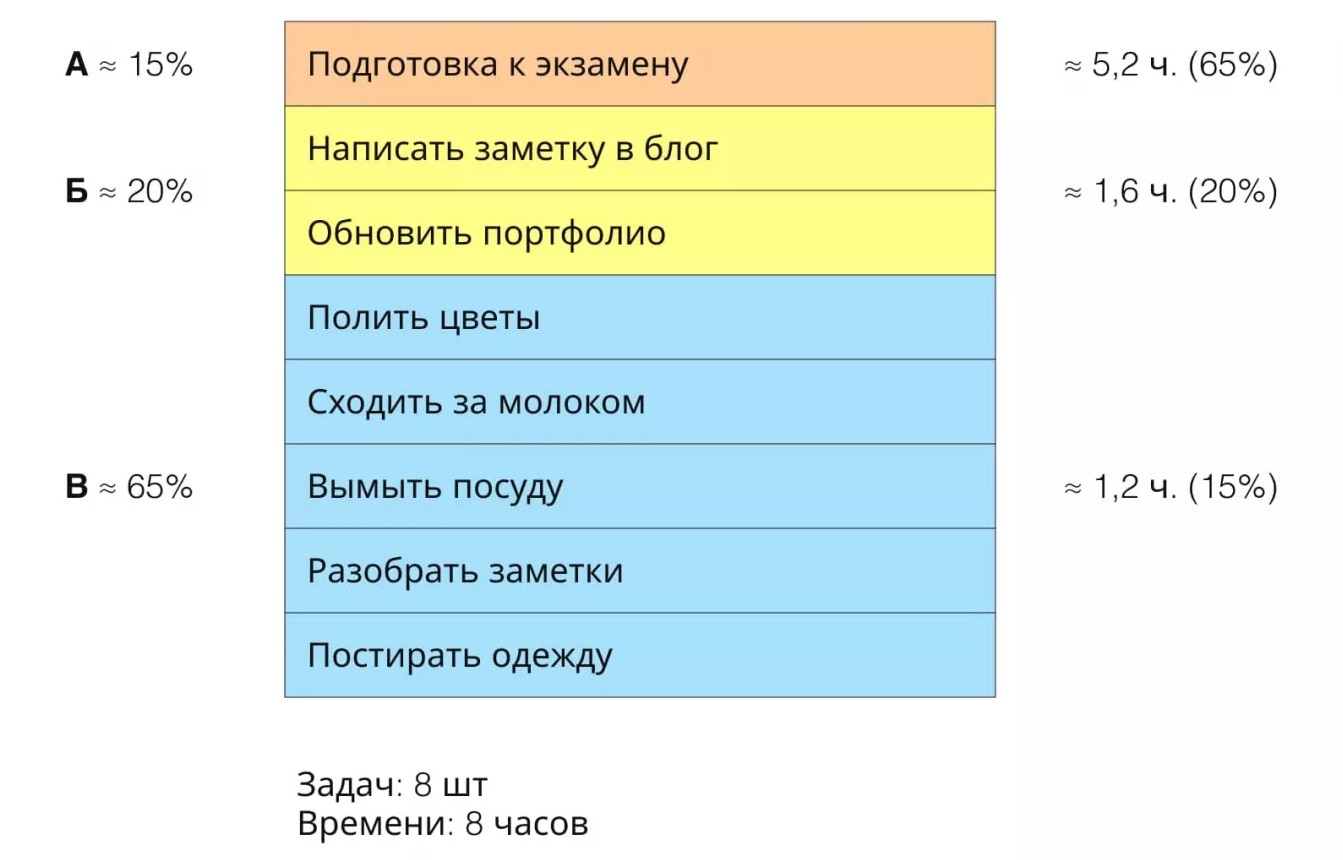 А ≈ 15%
Подготовка к экзамену
≈ 5,2 ч. (65%)
Написать заметку в блог
Б ≈ 20%
≈ 1,6 ч. (20%)
Обновить портфолио
Полить цветы
Сходить за молоком
В ≈ 65%
Вымыть посуду
≈ 1,2 ч. (15%)
Разобрать заметки
Постирать одежду
Задач: 8 шт
Времени: 8 часов